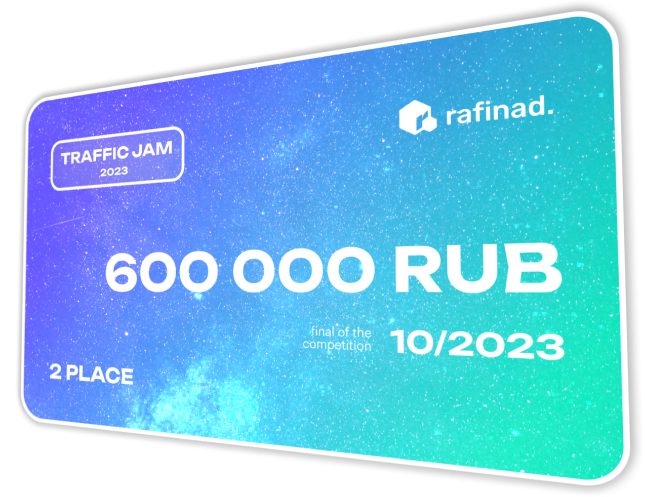 rafinad.
TRAFFIC JAM
2023
600 000 RUB
final of the
competition
10/2023
2 PLACE